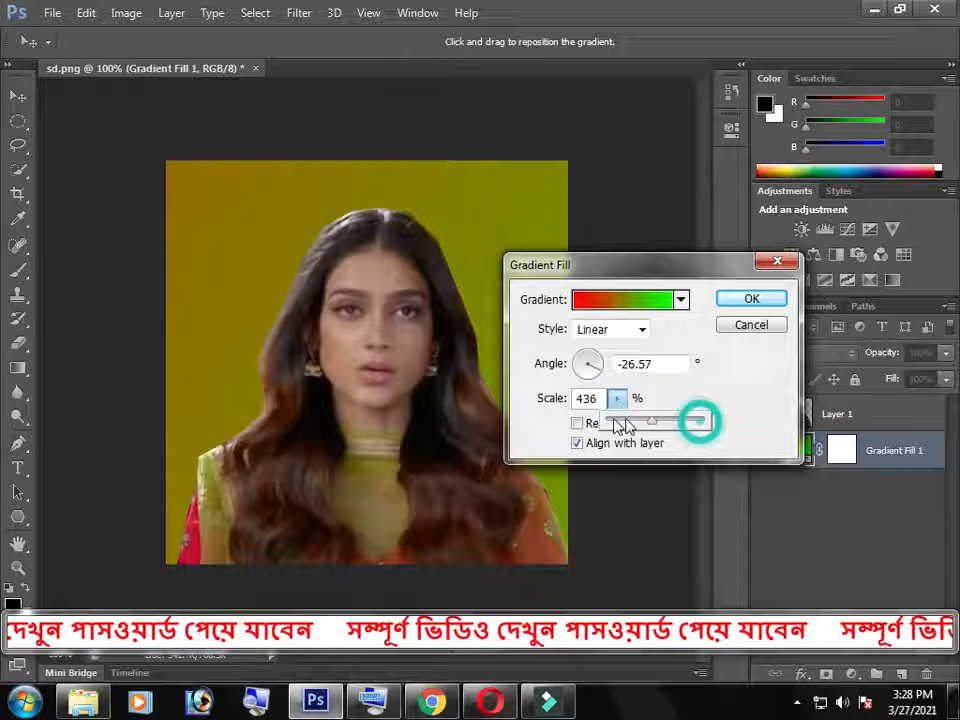 Ps File Edit Image Layer Type Select Filter 3D View Window Help
Click and drag to reposition the gradient.
sd.png @ 100% (Gradient Fill 1, RGB/8) * ×
Color Swatches
R 0
G 0
B 0
Adjustments Styles
Add an adjustment
Paths
Opacity: 100%
Fill: 100%
Layer 1
Gradient Fill 1
Gradient Fill
Gradient: OK
Style: Linear Cancel
Angle: -26.57 °
Scale: 436 %
Re
Align with layer
দেখুন পাসওয়ার্ড পেয়ে যাবেন সম্পূর্ণ ভিডিও দেখুন পাসওয়ার্ড পেয়ে যাবেন সম্পূর্ণ
Mini Bridge Timeline
Ps
3:28 PM
3/27/2021